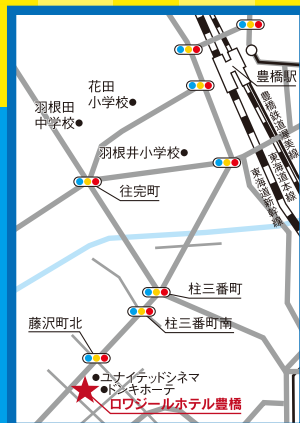 豊橋駅
花田
小学校
羽根田
中学校
豊橋鉄道渥美線
東海道本線
東海道新幹線
羽根井小学校
往完町
柱三番町
柱三番町南
藤沢町北
ユナイテッドシネマ
ドンキホーテ
ロワジールホテル豊橋